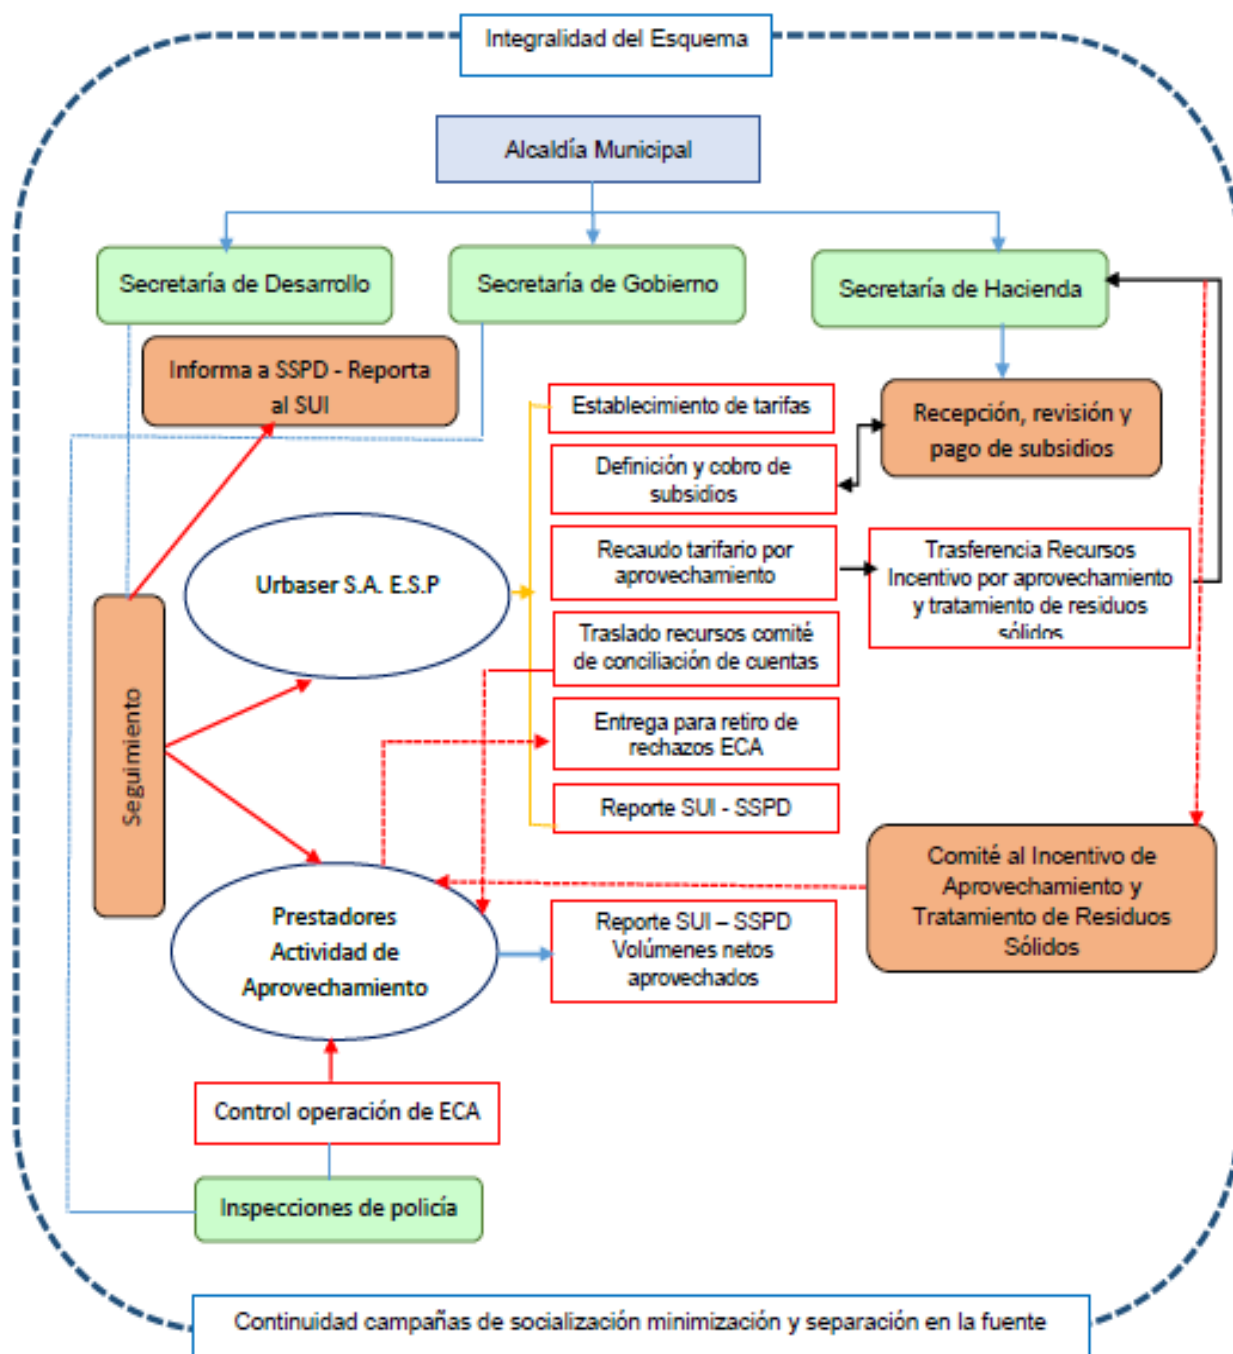 Integralidad del Esquema
Alcaldía Municipal
Secretaría de Desarrollo
Secretaría de Gobierno
Secretaría de Hacienda
Informa a SSPD - Reporta
al SUI
Establecimiento de tarifas
Recepción, revisión y
pago de subsidios
Definición y cobro de
subsidios
Urbaser S.A. E.S.P
Recaudo tarifario por
aprovechamiento
Trasferencia Recursos
Incentivo por aprovechamiento
y tratamiento de residuos
sólidos.
Traslado recursos comité
de conciliación de cuentas
Seguimiento
Entrega para retiro de
rechazos ECA
Reporte SUI - SSPD
Comité al Incentivo de
Aprovechamiento y
Tratamiento de Residuos
Sólidos
Prestadores
Actividad de
Aprovechamiento
Reporte SUI – SSPD
Volúmenes netos
aprovechados
Control operación de ECA
Inspecciones de policía
Continuidad campañas de socialización minimización y separación en la fuente